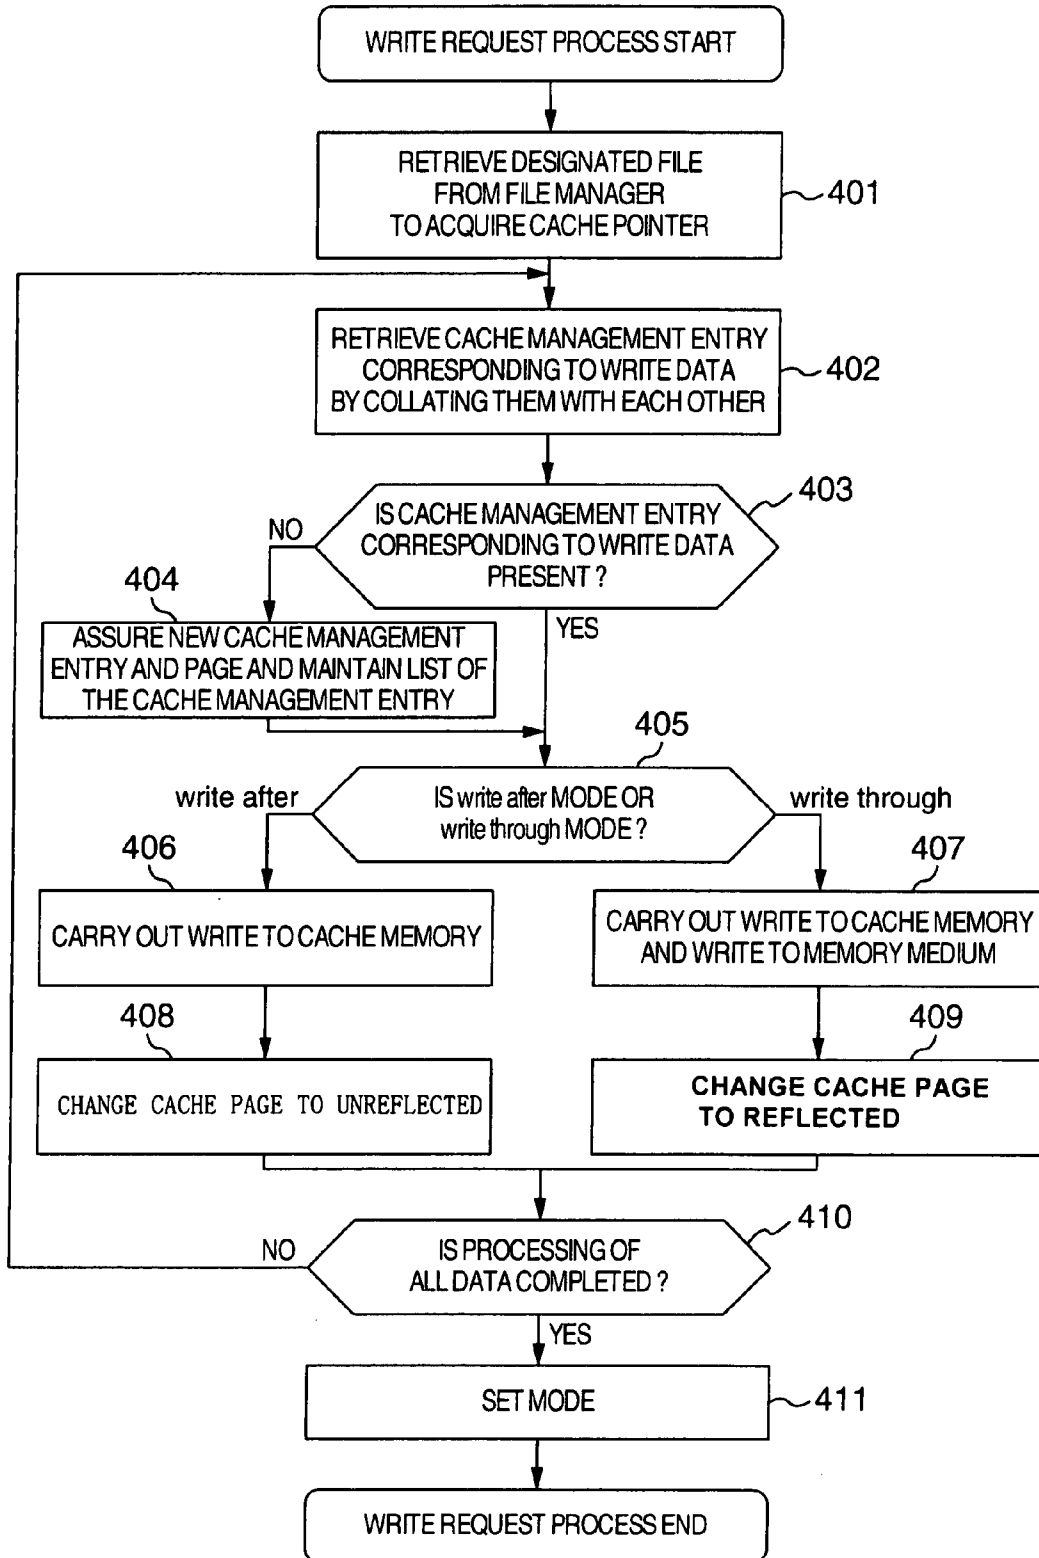 WRITE REQUEST PROCESS START
RETRIEVE DESIGNATED FILE
FROM FILE MANAGER
TO ACQUIRE CACHE POINTER
401
RETRIEVE CACHE MANAGEMENT ENTRY
CORRESPONDING TO WRITE DATA
BY COLLATING THEM WITH EACH OTHER
402
403
IS CACHE MANAGEMENT ENTRY
CORRESPONDING TO WRITE DATA
PRESENT ?
NO
YES
404
ASSURE NEW CACHE MANAGEMENT
ENTRY AND PAGE AND MAINTAIN LIST OF
THE CACHE MANAGEMENT ENTRY
405
IS write after MODE OR
write through MODE ?
write after
write through
406
CARRY OUT WRITE TO CACHE MEMORY
407
CARRY OUT WRITE TO CACHE MEMORY
AND WRITE TO MEMORY MEDIUM
408
CHANGE CACHE PAGE TO UNREFLECTED
409
CHANGE CACHE PAGE
TO REFLECTED
410
IS PROCESSING OF
ALL DATA COMPLETED ?
NO
YES
SET MODE
411
WRITE REQUEST PROCESS END